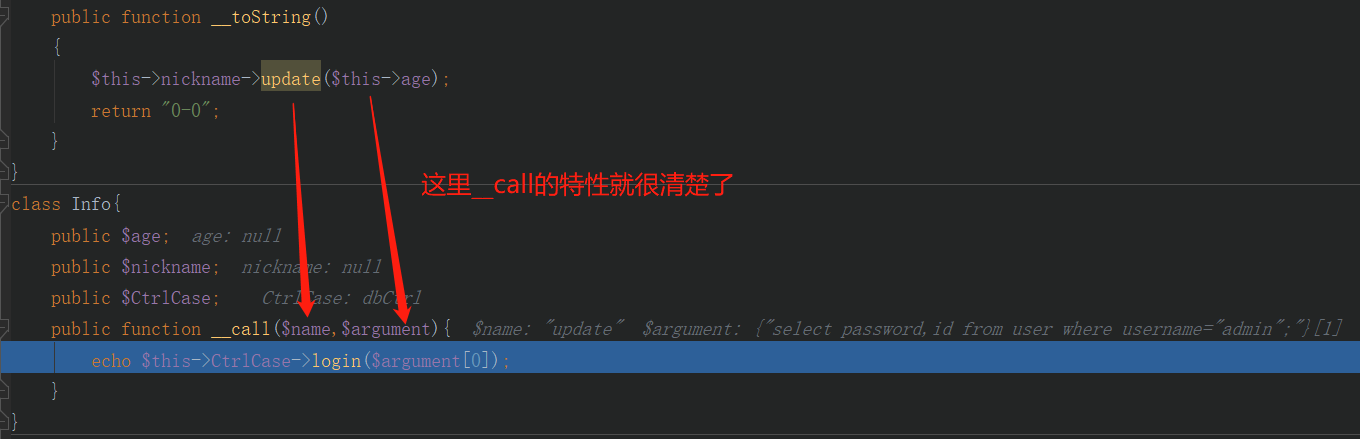 public function __toString()
{
$this->nickname->update($this->age);
return "0-0";
}
}
这里__call的特性就很清楚了
class Info{
public $age;  age: null
public $nickname;  nickname: null
public $CtrlCase;  CtrlCase: dbCtrl
public function __call($name,$argument){  $name: "update"  $argument: {"select password,id from user where username="admin";"}[1]
echo $this->CtrlCase->login($argument[0]);
}
}